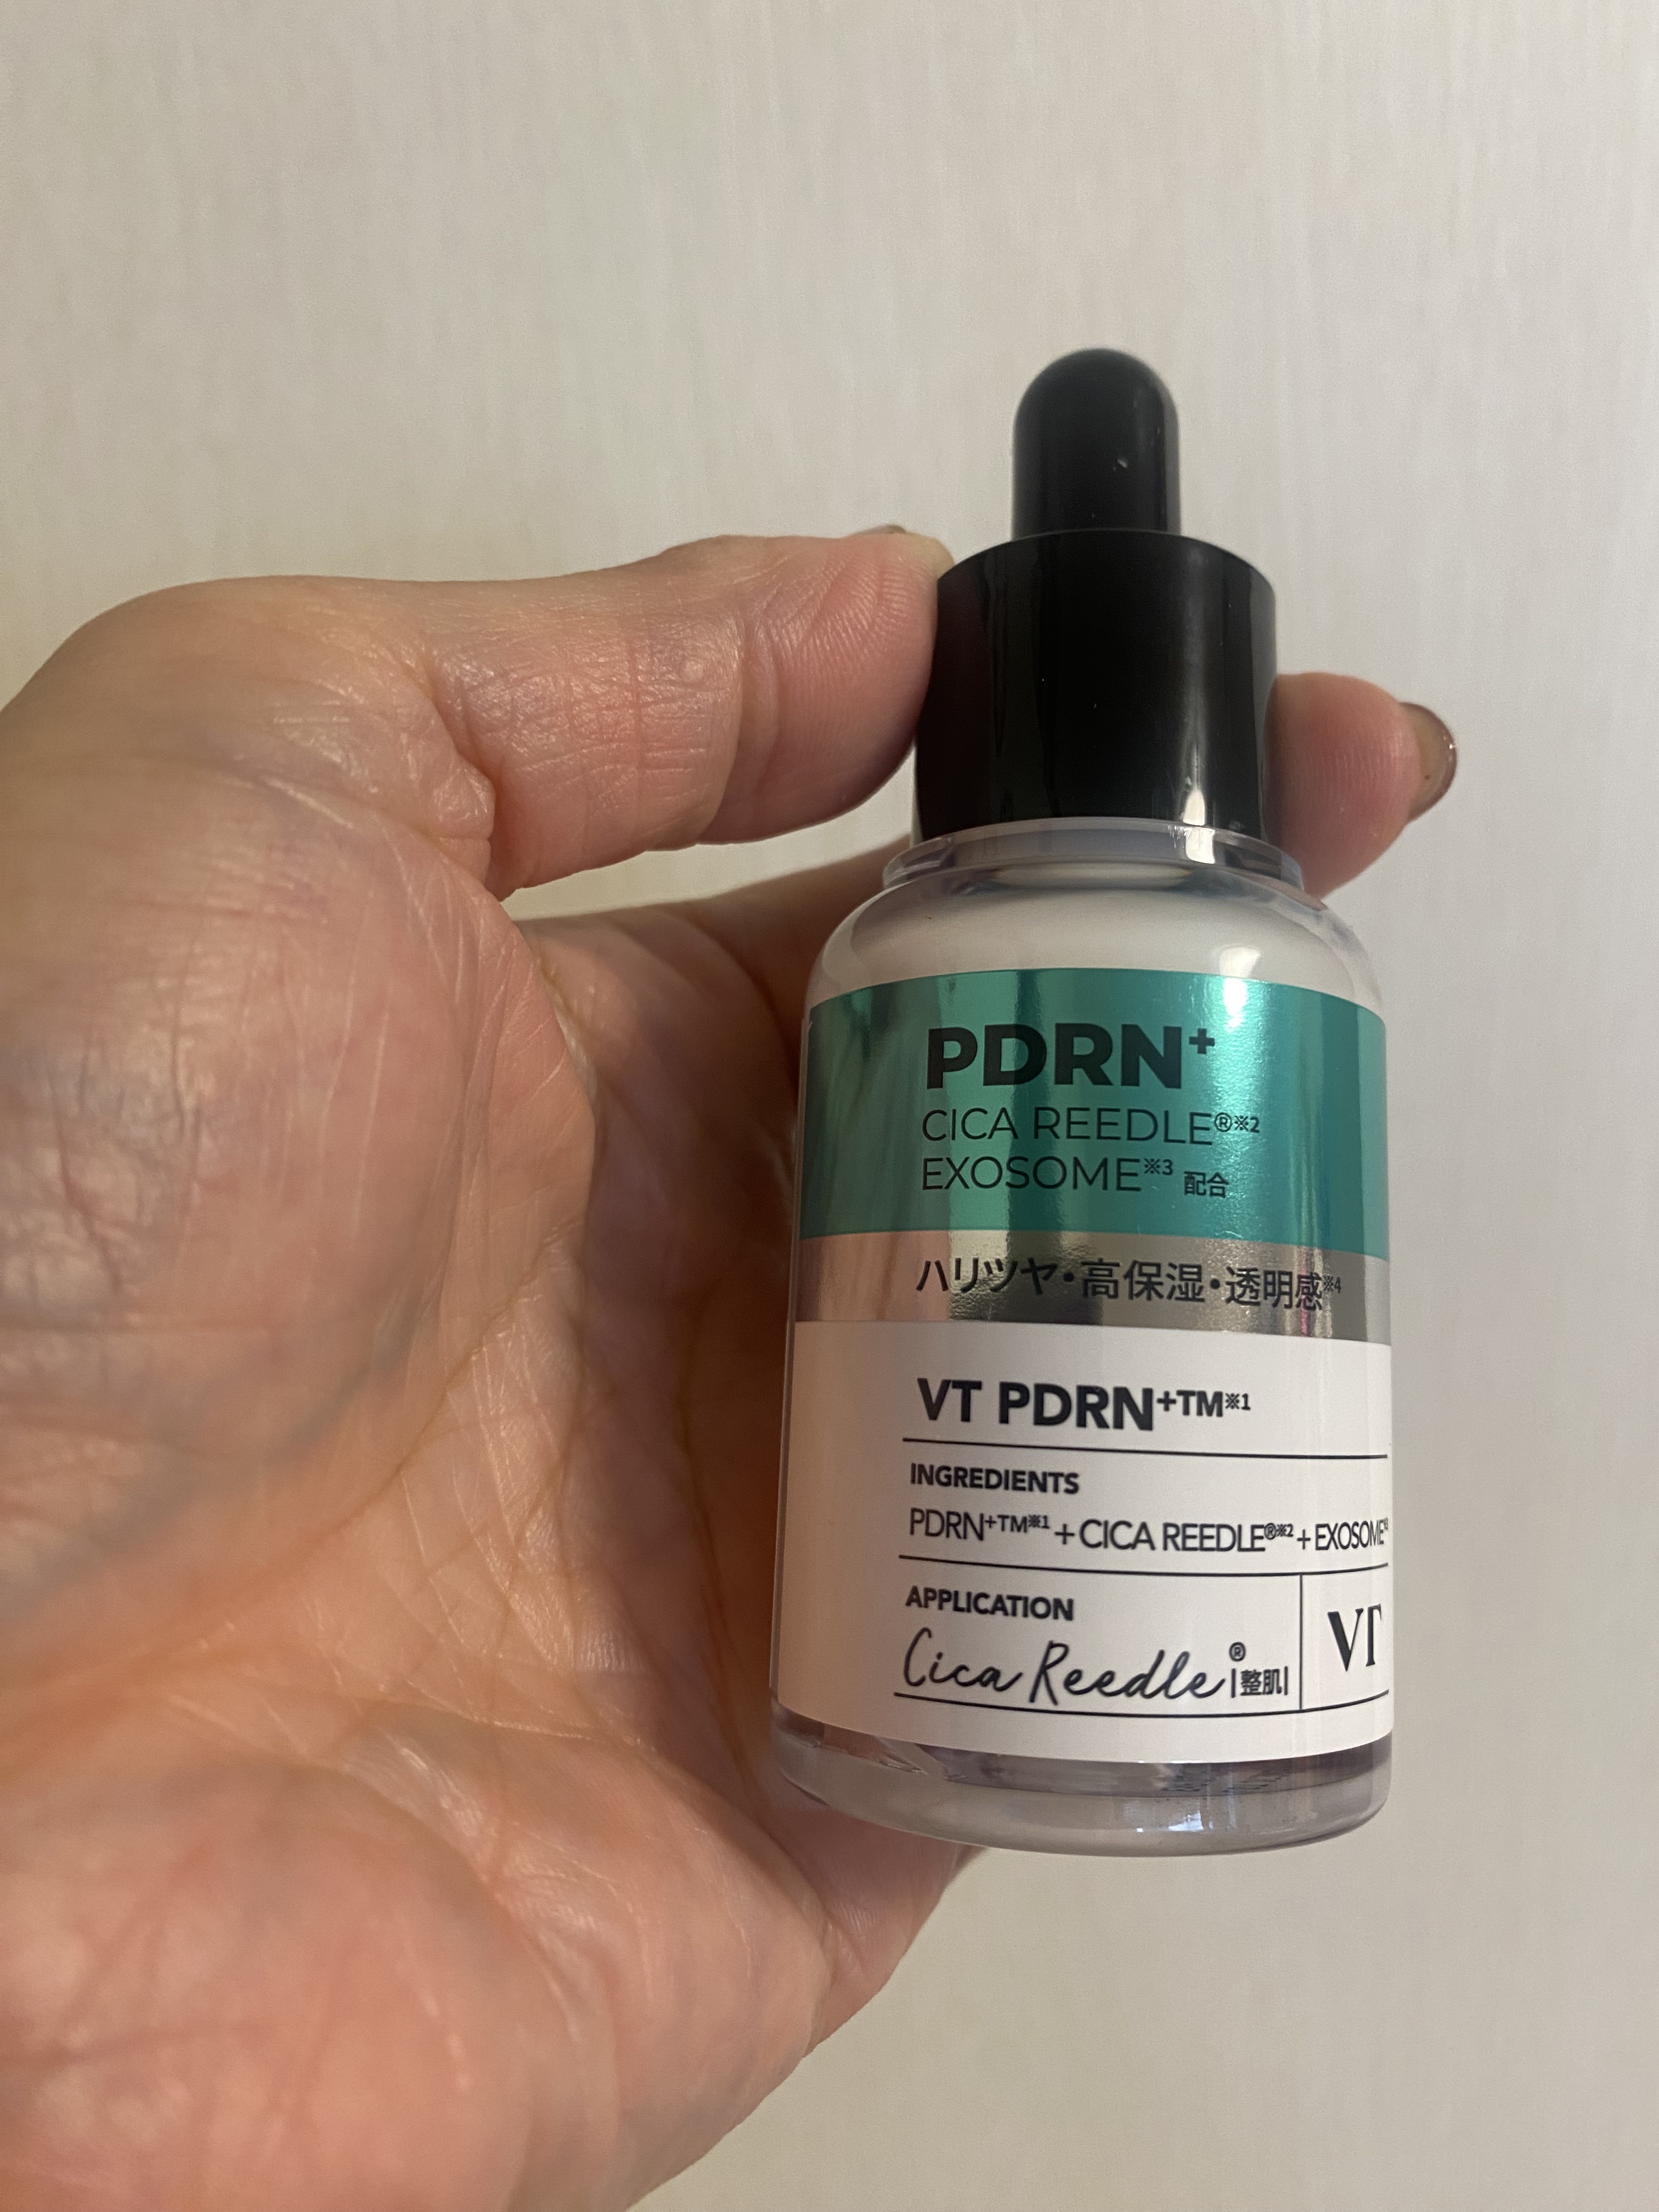 PDRN+
CICA REEDLE®※2
EXOSOME※3 配合
ハリツヤ・高保湿・透明感※4
VT PDRN+TM※1
INGREDIENTS
PDRN+TM※1 + CICA REEDLE®※2 + EXOSOME
APPLICATION
Cica Reedle® |整肌|
VT